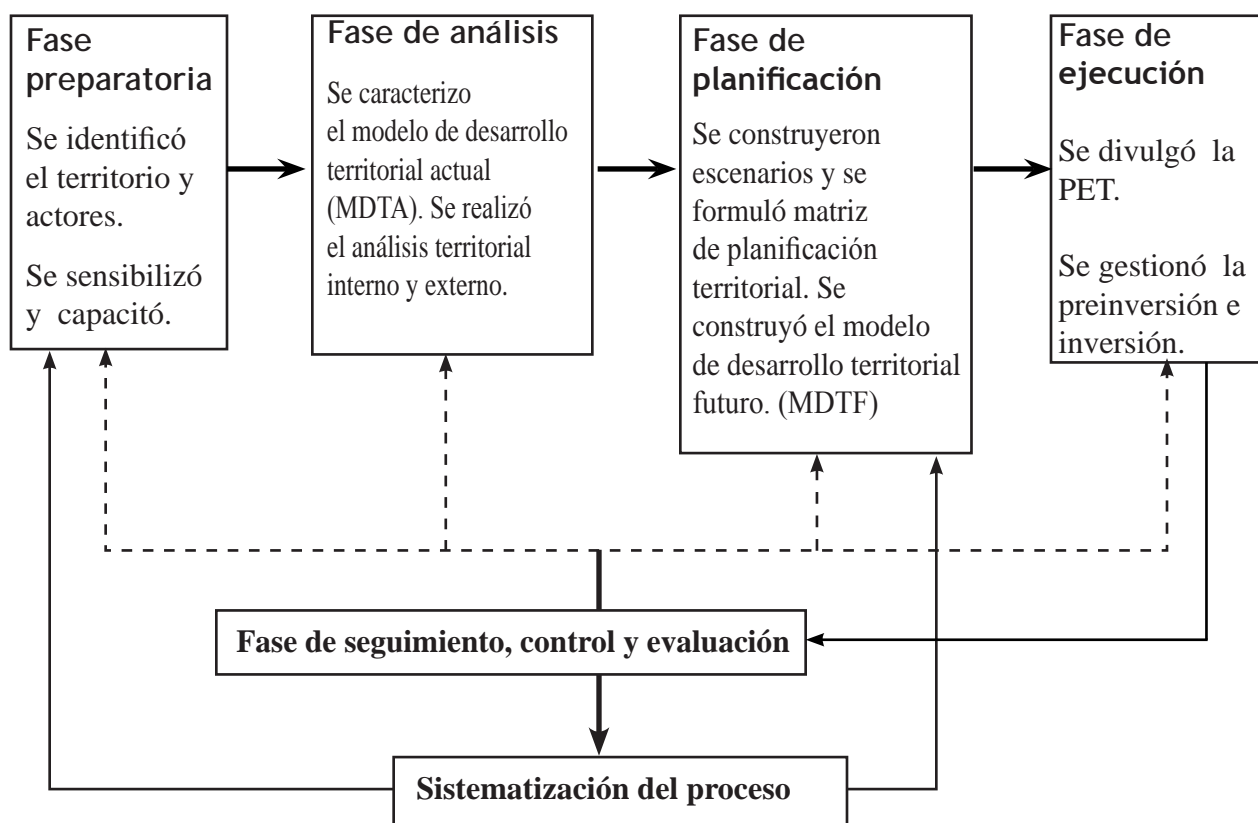 Fase
preparatoria
Se identificó
el territorio y
actores.
Se sensibilizó
y capacitó.
Fase de análisis
Se caracterizo
el modelo de desarrollo
territorial actual
(MDTA). Se realizó
el análisis territorial
interno y externo.
Fase de
planificación
Se construyeron
escenarios y se
formuló matriz
de planificación
territorial. Se
construyó el modelo
de desarrollo territorial
futuro. (MDTF)
Fase de
ejecución
Se divulgó la
PET.
Se gestionó la
preinversión e
inversión.
Fase de seguimiento, control y evaluación
Sistematización del proceso